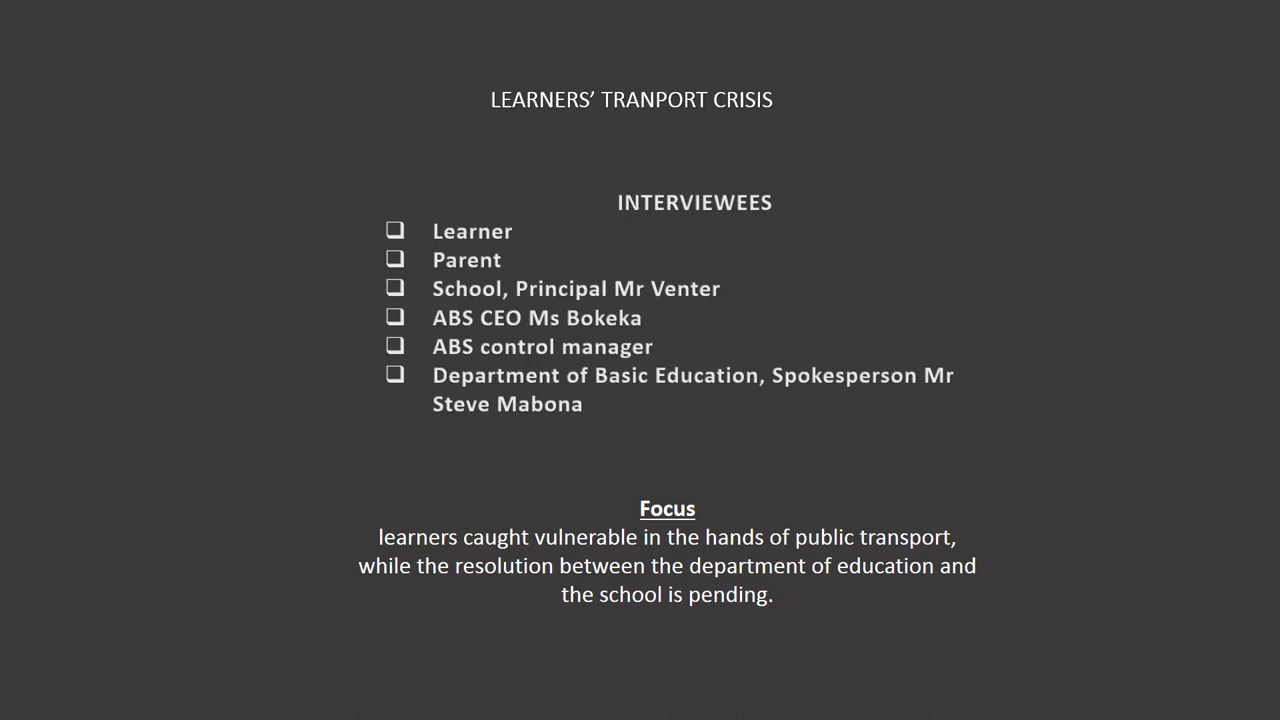 LEARNERS’ TRANPORT CRISIS
INTERVIEWEES
❑ Learner
❑ Parent
❑ School, Principal Mr Venter
❑ ABS CEO Ms Bokeka
❑ ABS control manager
❑ Department of Basic Education, Spokesperson Mr
Steve Mabona
Focus
learners caught vulnerable in the hands of public transport,
while the resolution between the department of education and
the school is pending.